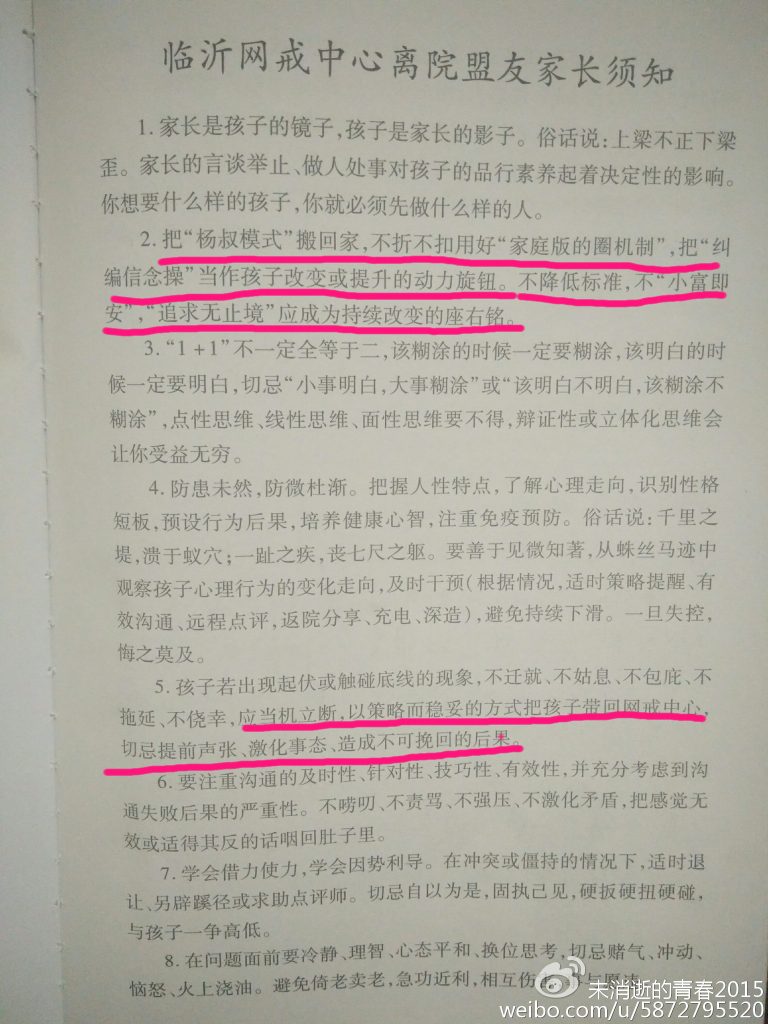 临沂网戒中心离院盟友家长须知
1.家长是孩子的镜子,孩子是家长的影子。俗话说:上梁不正下梁
歪。家长的言谈举止、做人处事对孩子的品行素养起着决定性的影响。
你想要什么样的孩子,你就必须先做什么样的人。
2.把“杨叔模式”搬回家,不折不扣用好“家庭版的圈机制”,把“纠
编信念操”当作孩子改变或提升的动力旋钮。不降低标准,不“小富即
安”,“追求无止境”应成为持续改变的座右铭。
3.“1+1”不一定全等于二,该糊涂的时候一定要糊涂,该明白的时
候一定要明白,切忌“小事明白,大事糊涂”或“该明白不明白,该糊涂不
糊涂”,点性思维、线性思维、面性思维要不得,辩证性或立体化思维会
让你受益无穷。
4.防患未然,防微杜渐。把握人性特点,了解心理走向,识别性格
短板,预设行为后果,培养健康心智,注重免疫预防。俗话说:千里之
堤,溃于蚁穴;一趾之疾,丧七尺之躯。要善于见微知著,从蛛丝马迹中
观察孩子心理行为的变化走向,及时干预(根据情况,适时策略提醒、有
效沟通、远程点评,返院分享、充电、深造),避免持续下滑。一旦失控,
悔之莫及。
5.孩子若出现起伏或触碰底线的现象,不迁就、不姑息、不包庇、不
拖延、不侥幸,应当机立断,以策略而稳妥的方式把孩子带回网戒中心,
切忌提前声张、激化事态、造成不可挽回的后果。
6.要注重沟通的及时性、针对性、技巧性、有效性,并充分考虑到沟
通失败后果的严重性。不唠叨、不责骂、不强压、不激化矛盾,把感觉无
效或适得其反的话咽回肚子里。
7.学会借力使力,学会因势利导。在冲突或僵持的情况下,适时退
让、另辟蹊径或求助点评师。切忌自以为是,固执己见,硬扳硬扭硬碰,
与孩子一争高低。
8.在问题面前要冷静、理智、心态平和、换位思考,切忌赌气、冲动、
恼怒、火上浇油。避免倚老卖老,急功近利,相互伤
未消逝的青春2015
weibo.com/u/5872795520